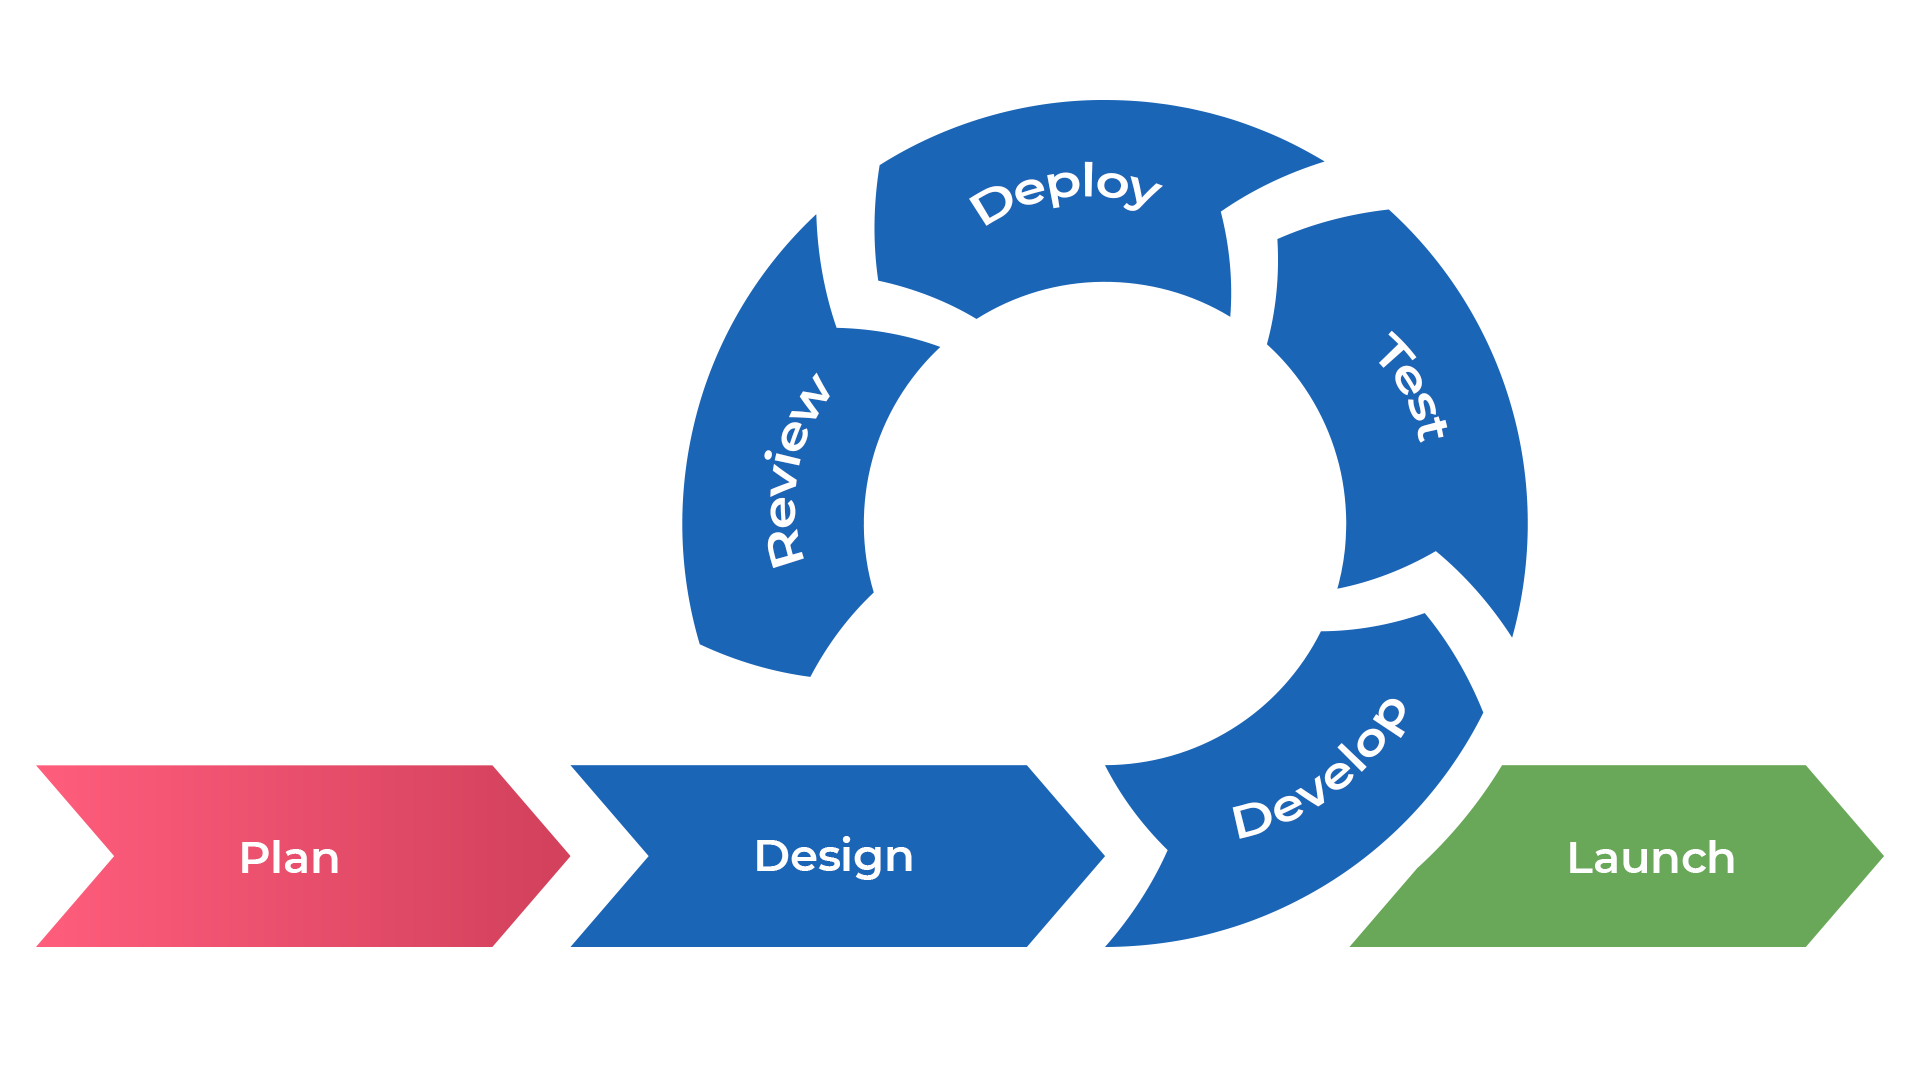 Plan
Design
Develop
Test
Deploy
Review
Launch